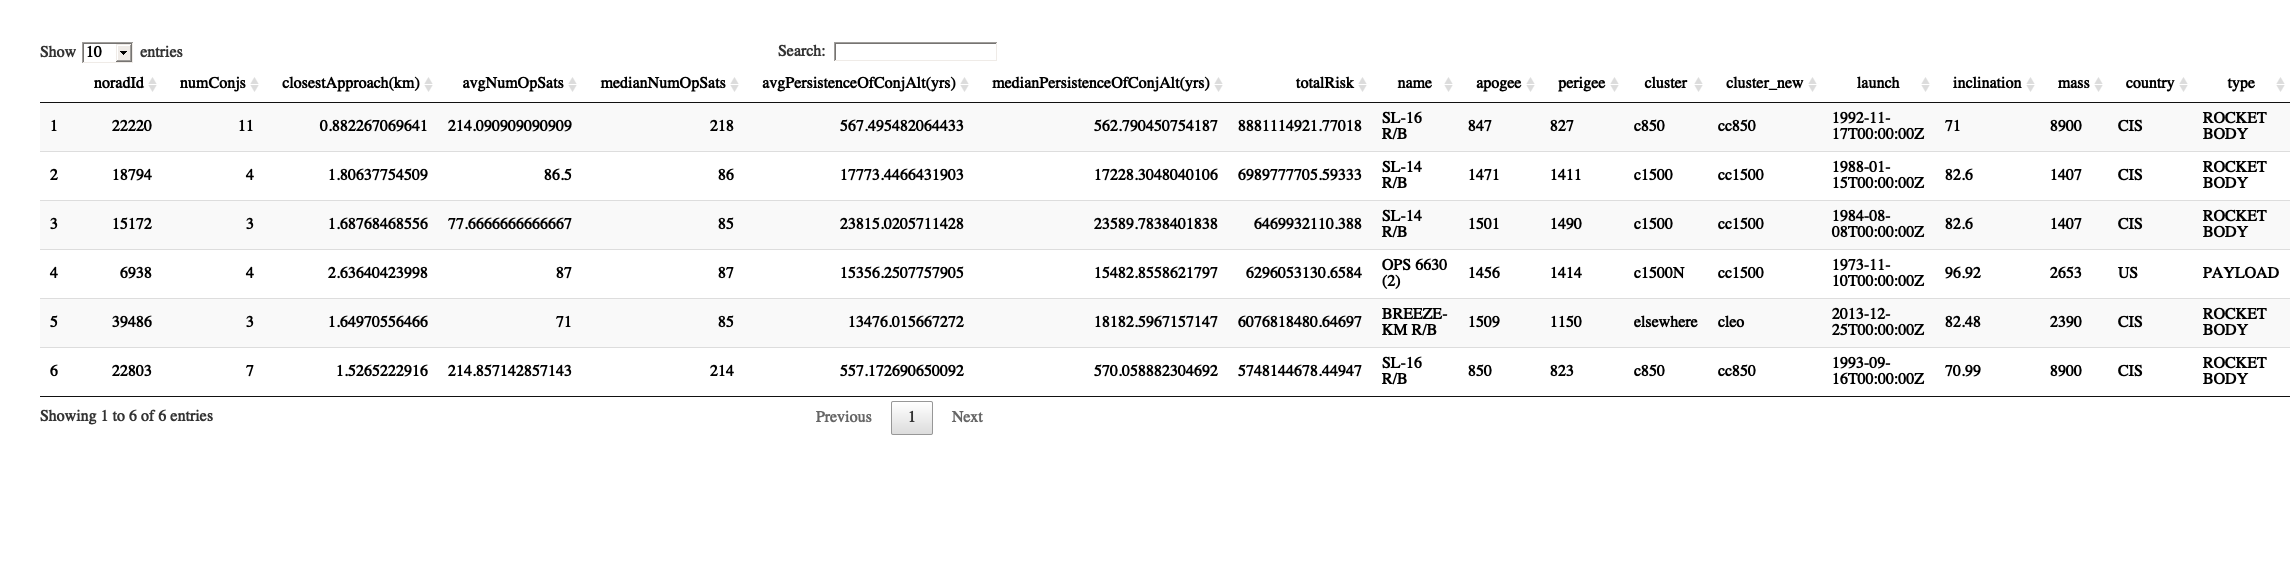 Show 10 entries Search:
noradId numConjs closestApproach(km) avgNumOpSats medianNumOpSats avgPersistenceOfConjAlt(yrs) medianPersistenceOfConjAlt(yrs) totalRisk name apogee perigee cluster cluster_new launch inclination mass country type
1 22220 11 0.882267069641 214.090909090909 218 567.495482064433 562.790450754187 8881114921.77018 SL-16 R/B 847 827 c850 cc850 1992-11-17T00:00:00Z 71 8900 CIS ROCKET BODY
2 18794 4 1.80637754509 86.5 86 17773.4466431903 17228.3048040106 6989777705.59333 SL-14 R/B 1471 1411 c1500 cc1500 1988-01-15T00:00:00Z 82.6 1407 CIS ROCKET BODY
3 15172 3 1.68768468556 77.6666666666667 85 23815.0205711428 23589.7838401838 6469932110.388 SL-14 R/B 1501 1490 c1500 cc1500 1984-08-08T00:00:00Z 82.6 1407 CIS ROCKET BODY
4 6938 4 2.63640423998 87 87 15356.2507757905 15482.8558621797 6296053130.6584 OPS 6630 (2) 1456 1414 c1500N cc1500 1973-11-10T00:00:00Z 96.92 2653 US PAYLOAD
5 39486 3 1.64970556466 71 85 13476.015667272 18182.5967157147 6076818480.64697 BREEZE-KM R/B 1509 1150 elsewhere cleo 2013-12-25T00:00:00Z 82.48 2390 CIS ROCKET BODY
6 22803 7 1.5265222916 214.857142857143 214 557.172690650092 570.058882304692 5748144678.44947 SL-16 R/B 850 823 c850 cc850 1993-09-16T00:00:00Z 70.99 8900 CIS ROCKET BODY
Showing 1 to 6 of 6 entries Previous 1 Next